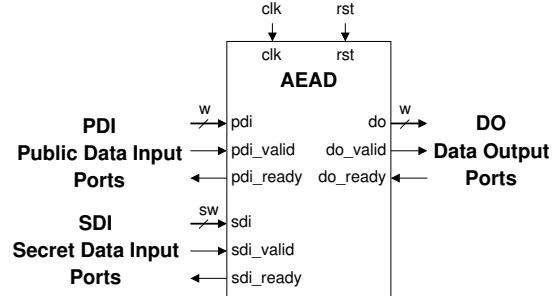 clk rst
clk rst
AEAD
w w
PDI pdi do DO
Public Data Input pdi_valid do_valid Data Output
Ports pdi_ready do_ready Ports
sw
SDI sdi
Secret Data Input sdi_valid
Ports sdi_ready